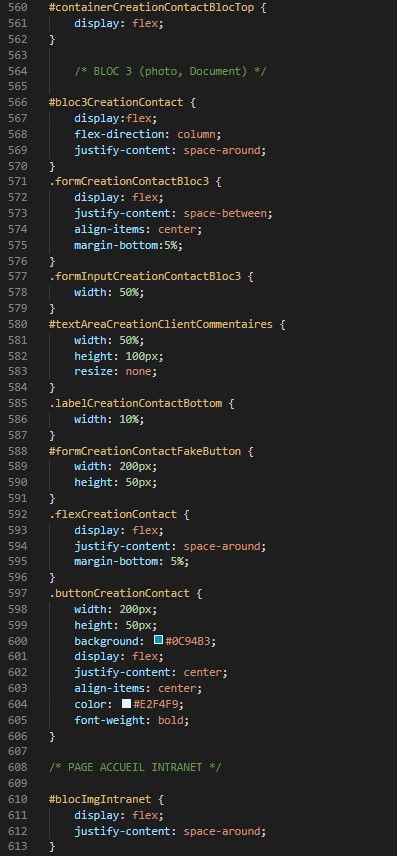 560 #containerCreationContactBlocTop {
561     display: flex;
562 }
563
564     /* BLOC 3 (photo, Document) */
565
566 #bloc3CreationContact {
567     display:flex;
568     flex-direction: column;
569     justify-content: space-around;
570 }
571 .formCreationContactBloc3 {
572     display: flex;
573     justify-content: space-between;
574     align-items: center;
575     margin-bottom:5%;
576 }
577 .formInputCreationContactBloc3 {
578     width: 50%;
579 }
580 #textAreaCreationClientCommentaires {
581     width: 50%;
582     height: 100px;
583     resize: none;
584 }
585 .labelCreationContactBottom {
586     width: 10%;
587 }
588 #formCreationContactFakeButton {
589     width: 200px;
590     height: 50px;
591 }
592 .flexCreationContact {
593     display: flex;
594     justify-content: space-around;
595     margin-bottom: 5%;
596 }
597 .buttonCreationContact {
598     width: 200px;
599     height: 50px;
600     background: #0C94B3;
601     display: flex;
602     justify-content: center;
603     align-items: center;
604     color: #E2F4F9;
605     font-weight: bold;
606 }
607
608 /* PAGE ACCUEIL INTRANET */
609
610 #blocImgIntranet {
611     display: flex;
612     justify-content: space-around;
613 }